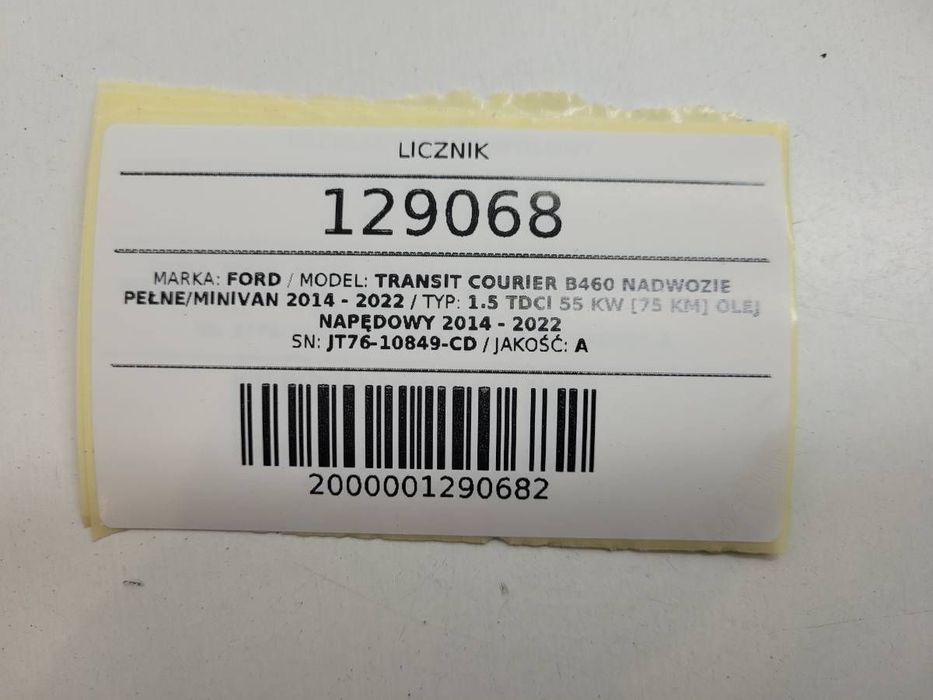 LICZNIK
129068
MARKA: FORD / MODEL: TRANSIT COURIER B460 NADWOZIE
PEŁNE/MINIVAN 2014 - 2022 / TYP: 1.5 TDCI 55 KW [75 KM] OLEJ
NAPĘDOWY 2014 - 2022
SN: JT76-10849-CD / JAKOŚĆ: A
2000001290682